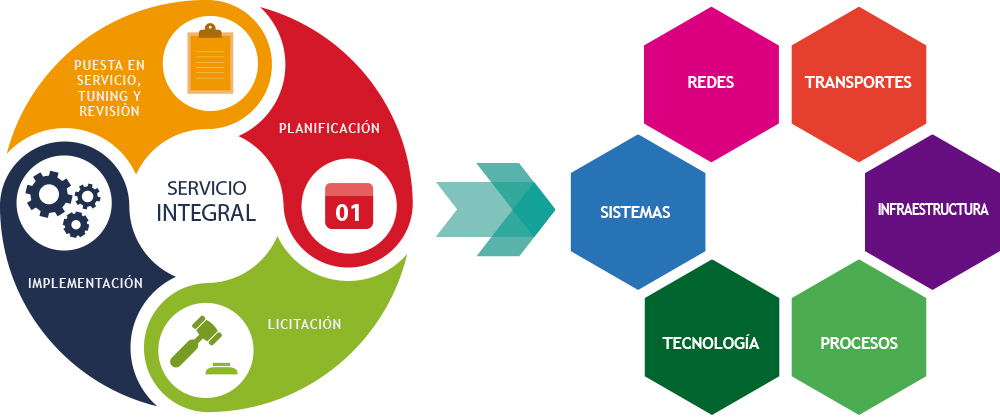 PUESTA EN
SERVICIO,
TUNING Y
REVISIÓN
PLANIFICACIÓN
SERVICIO
INTEGRAL
01
IMPLEMENTACIÓN
LICITACIÓN
REDES
TRANSPORTES
SISTEMAS
INFRAESTRUCTURA
TECNOLOGÍA
PROCESOS